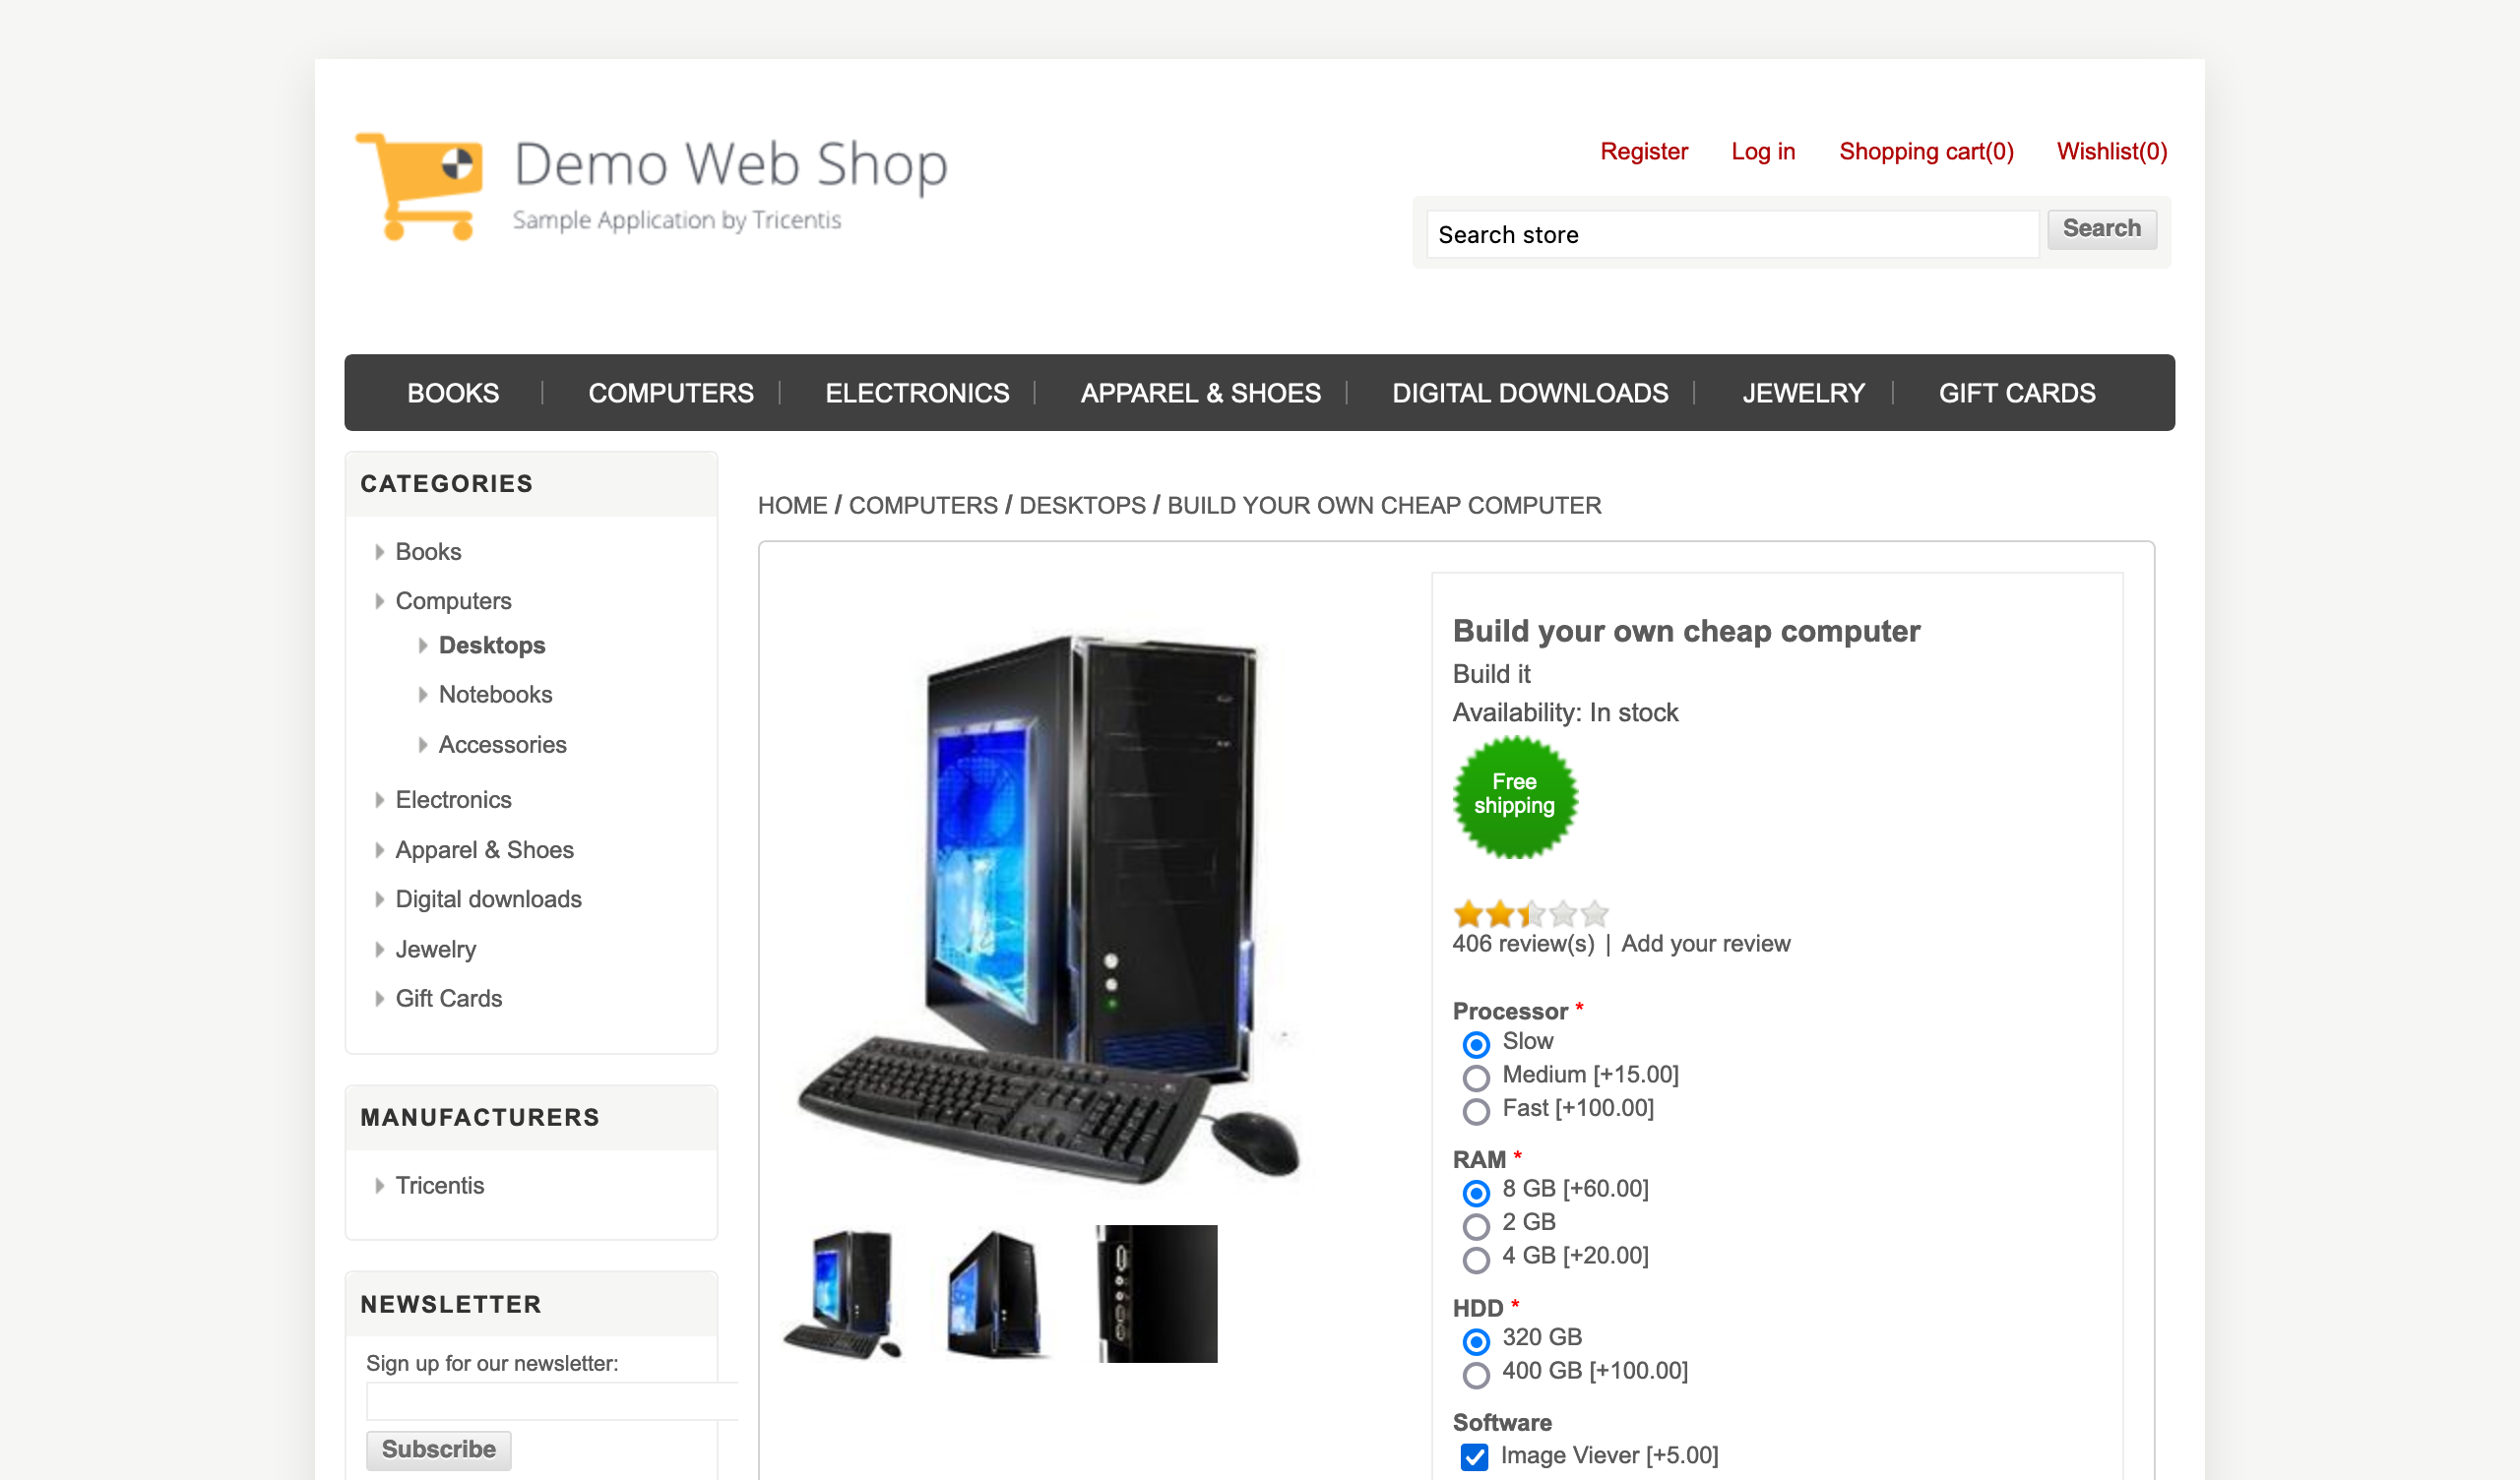 Demo Web Shop
Sample Application by Tricentis
Register Log in Shopping cart(0) Wishlist(0)
Search store Search
BOOKS COMPUTERS ELECTRONICS APPAREL & SHOES DIGITAL DOWNLOADS JEWELRY GIFT CARDS
CATEGORIES
Books
Computers
Desktops
Notebooks
Accessories
Electronics
Apparel & Shoes
Digital downloads
Jewelry
Gift Cards
MANUFACTURERS
Tricentis
NEWSLETTER
Sign up for our newsletter:
Subscribe
HOME / COMPUTERS / DESKTOPS / BUILD YOUR OWN CHEAP COMPUTER
Build your own cheap computer
Build it
Availability: In stock
Free
shipping
406 review(s) | Add your review
Processor *
Slow
Medium [+15.00]
Fast [+100.00]
RAM *
8 GB [+60.00]
2 GB
4 GB [+20.00]
HDD *
320 GB
400 GB [+100.00]
Software
Image Viever [+5.00]